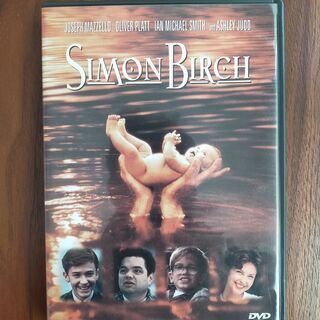 JOSEPH MAZZELLO OLIVER PLATT IAN MICHAEL SMITH AND ASHLEY JUDD
SIMON BIRCH
DVD